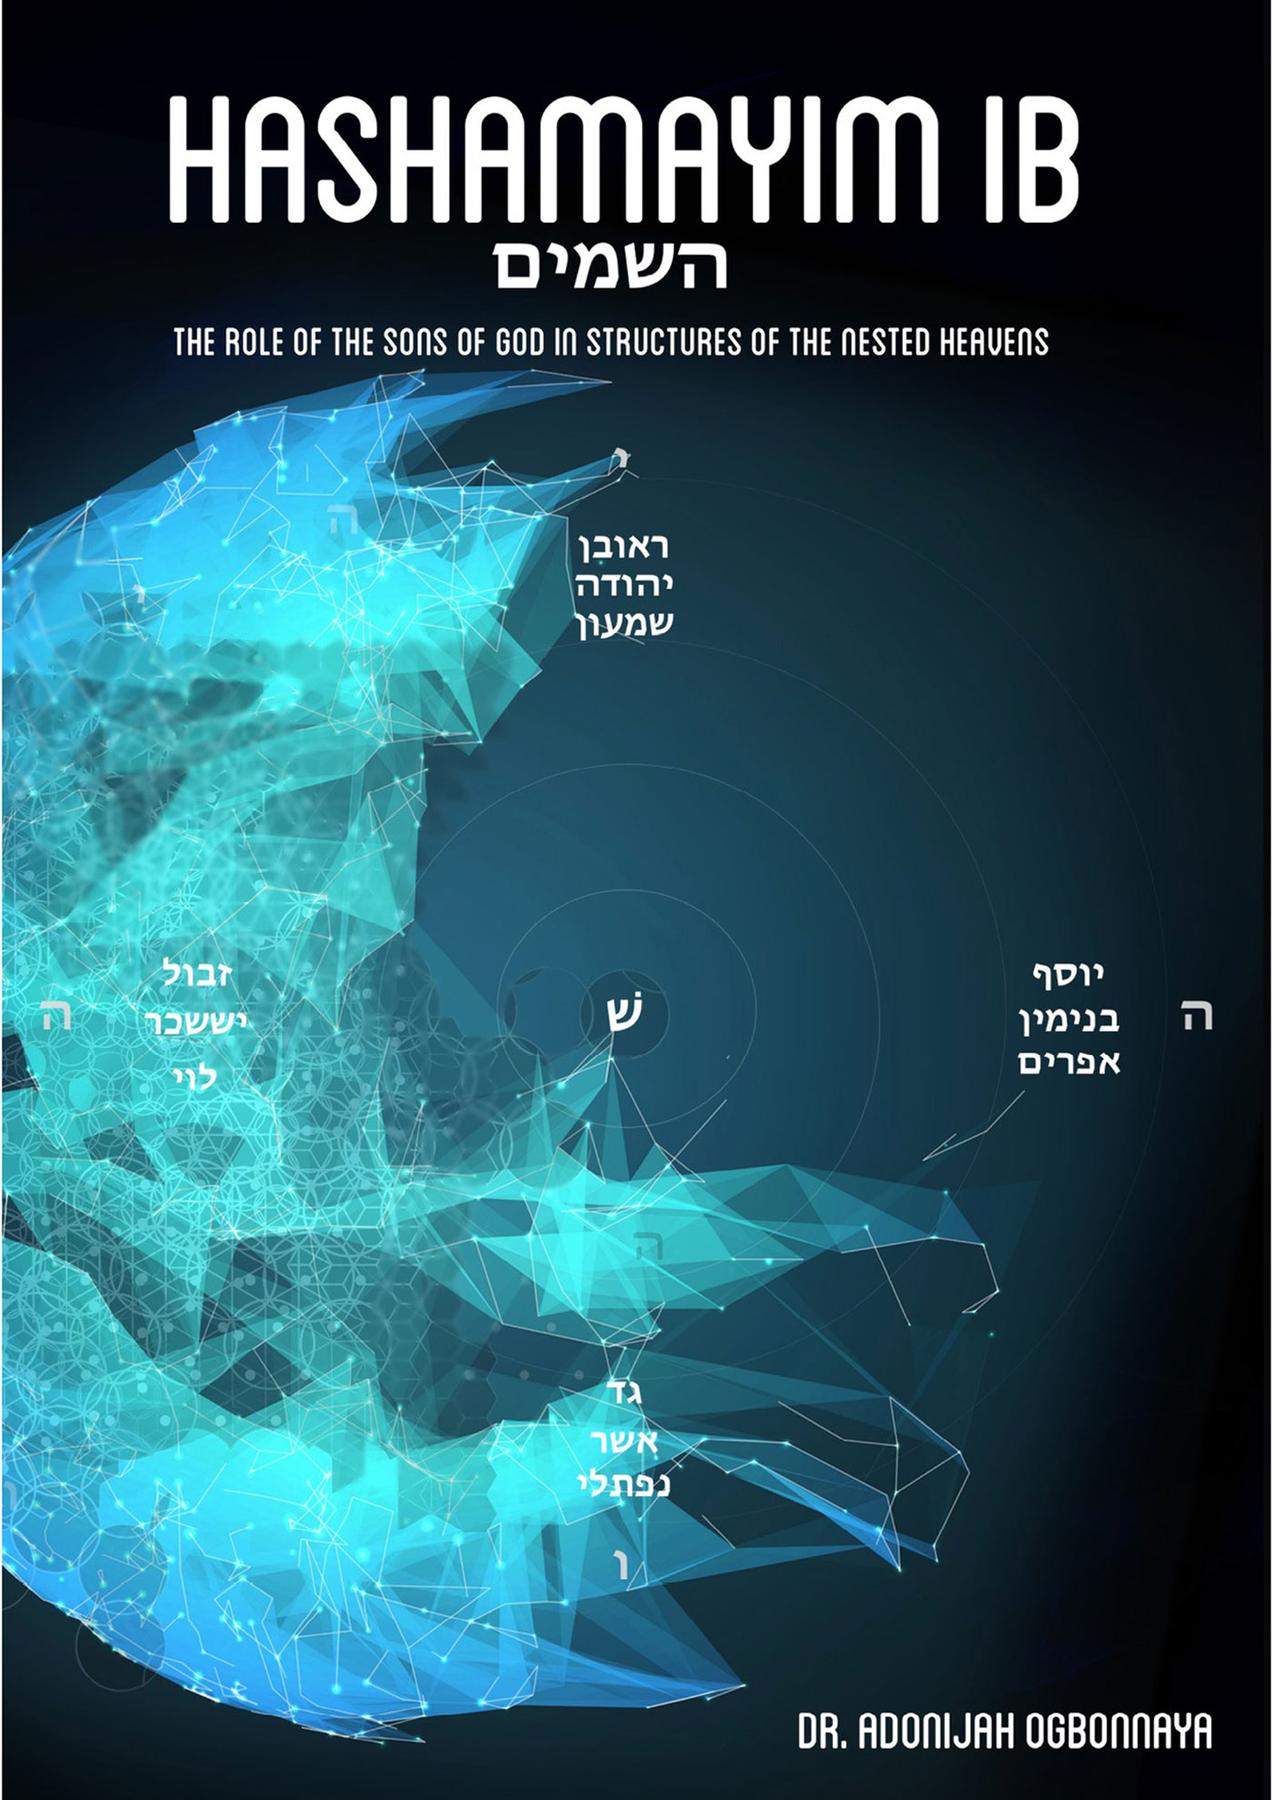 HASHAMAYIM IB
השמים
THE ROLE OF THE SONS OF GOD IN STRUCTURES OF THE NESTED HEAVENS
י
ה
ראובן
יהודה
שמעון
זבול
יששכר
לוי
ה
שׁ
יוסף
בנימין
אפרים
ה
ה
גד
אשר
נפתלי
ו
DR. ADONIJAH OGBONNAYA